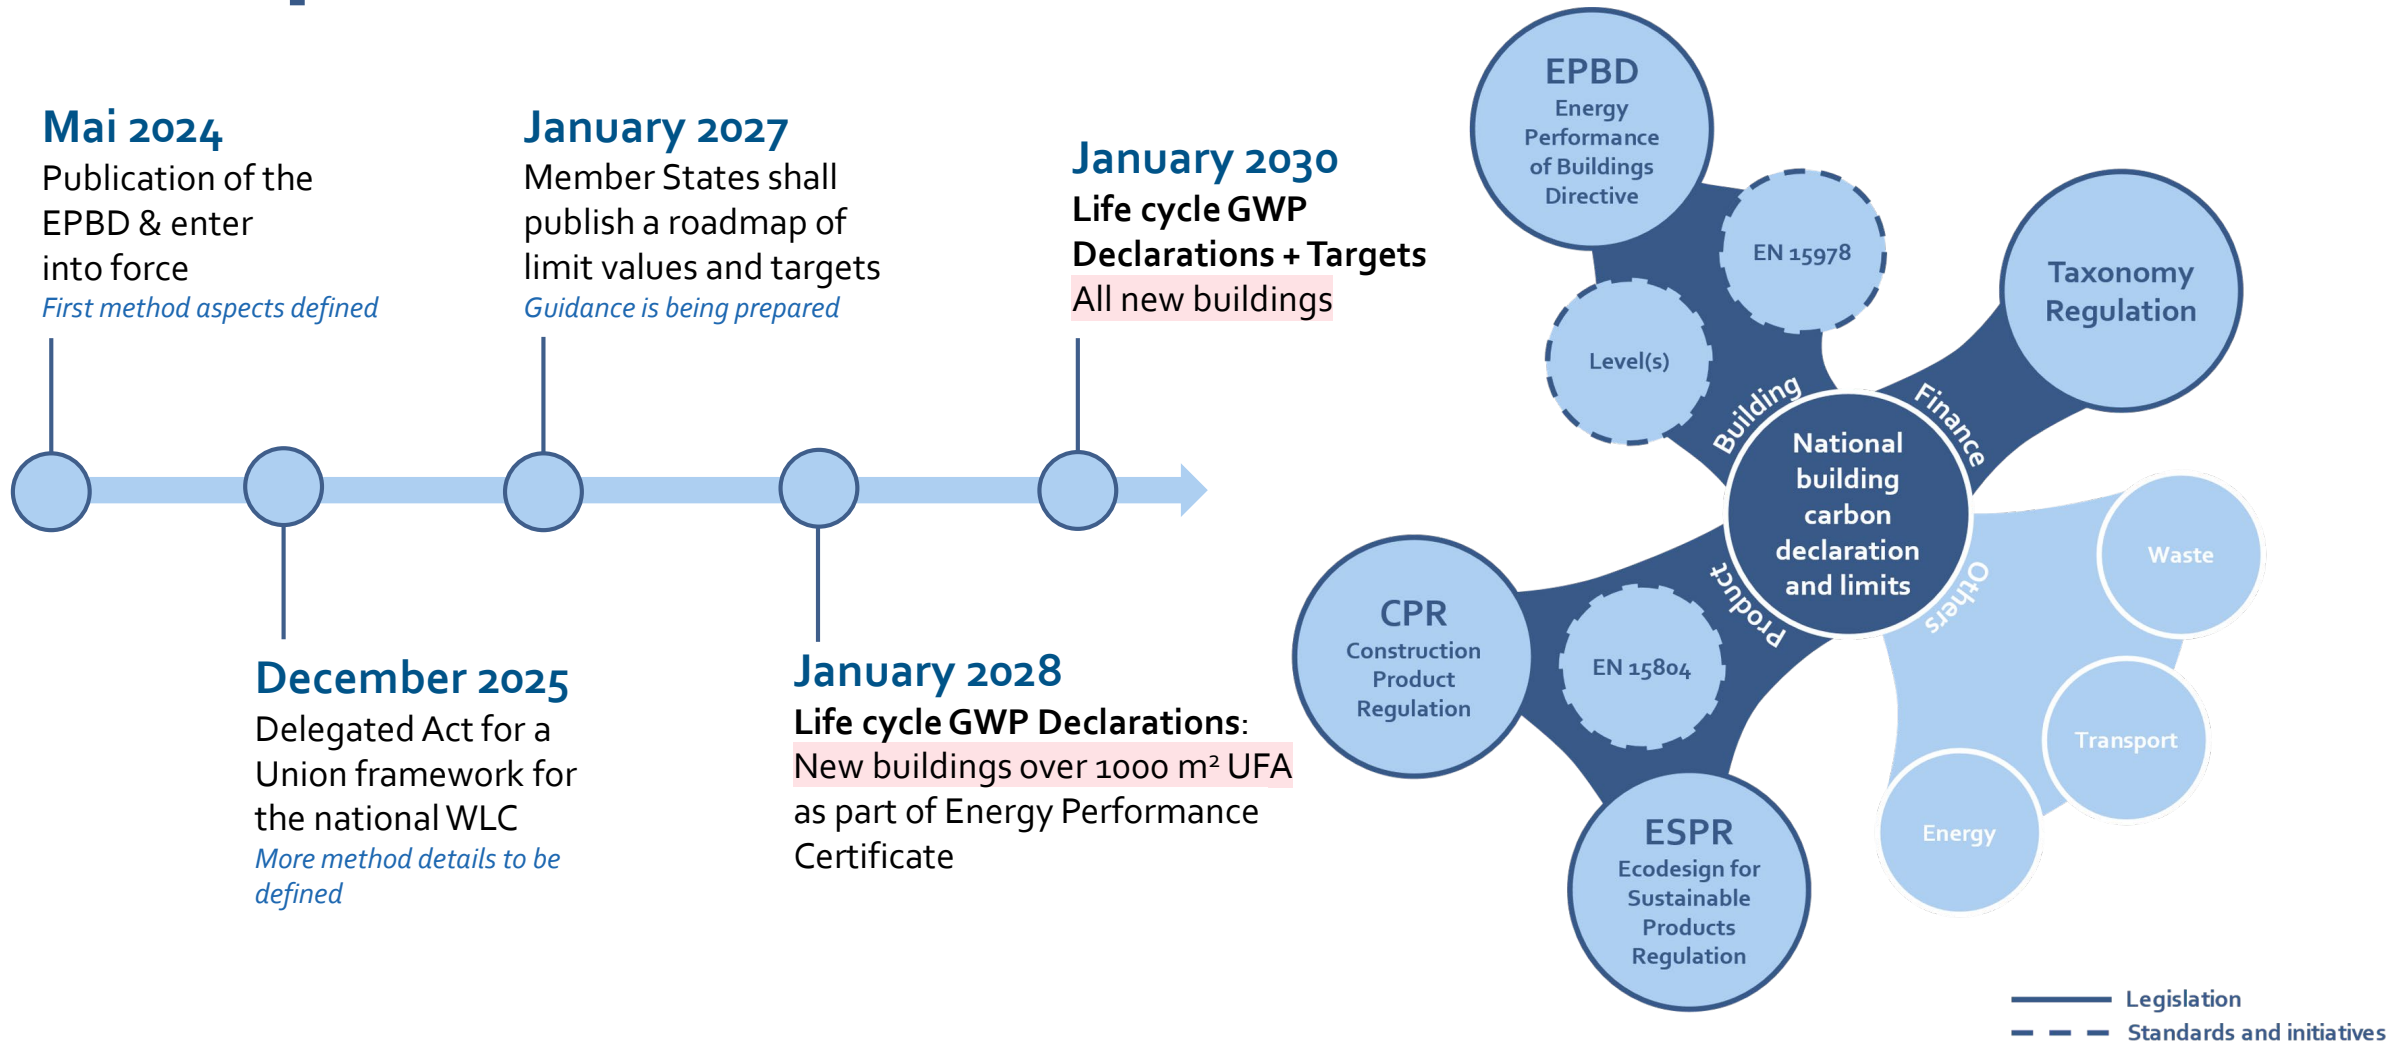 Mai 2024
Publication of the
EPBD & enter
into force
First method aspects defined
January 2027
Member States shall
publish a roadmap of
limit values and targets
Guidance is being prepared
January 2030
Life cycle GWP
Declarations + Targets
All new buildings
December 2025
Delegated Act for a
Union framework for
the national WLC
More method details to be
defined
January 2028
Life cycle GWP Declarations:
New buildings over 1000 m² UFA
as part of Energy Performance
Certificate
EPBD
Energy
Performance
of Buildings
Directive
EN 15978
Level(s)
Taxonomy
Regulation
Building
Finance
National
building
carbon
declaration
and limits
Product
Others
Waste
Transport
Energy
CPR
Construction
Product
Regulation
EN 15804
ESPR
Ecodesign for
Sustainable
Products
Regulation
Legislation
Standards and initiatives